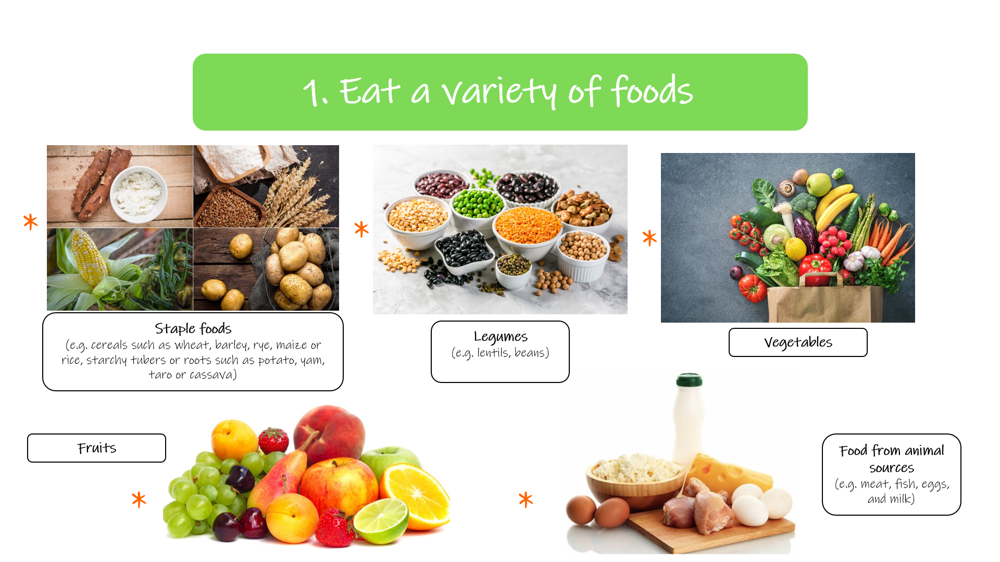 1. Eat a variety of foods
Staple foods
(e.g. cereals such as wheat, barley, rye, maize or
rice, starchy tubers or roots such as potato, yam,
taro or cassava)
Legumes
(e.g. lentils, beans)
Vegetables
Fruits
Food from animal
sources
(e.g. meat, fish, eggs,
and milk)